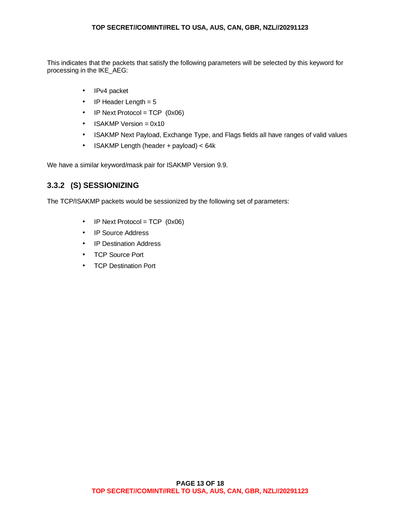 TOP SECRET//COMINT//REL TO USA, AUS, CAN, GBR, NZL//20291123
This indicates that the packets that satisfy the following parameters will be selected by this keyword for
processing in the IKE_AEG:
• IPv4 packet
• IP Header Length = 5
• IP Next Protocol = TCP (0x06)
• ISAKMP Version = 0x10
• ISAKMP Next Payload, Exchange Type, and Flags fields all have ranges of valid values
• ISAKMP Length (header + payload) < 64k
We have a similar keyword/mask pair for ISAKMP Version 9.9.
3.3.2 (S) SESSIONIZING
The TCP/ISAKMP packets would be sessionized by the following set of parameters:
• IP Next Protocol = TCP (0x06)
• IP Source Address
• IP Destination Address
• TCP Source Port
• TCP Destination Port
PAGE 13 OF 18
TOP SECRET//COMINT//REL TO USA, AUS, CAN, GBR, NZL//20291123